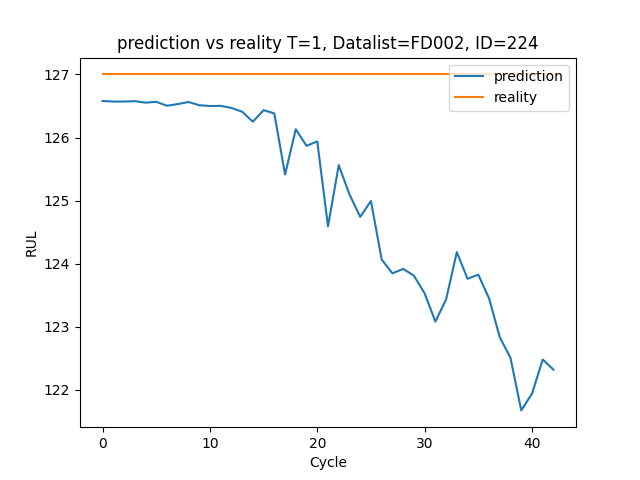 prediction vs reality T=1, Datalist=FD002, ID=224
127
126
125
124
123
122
RUL
prediction
reality
0
10
20
30
40
Cycle